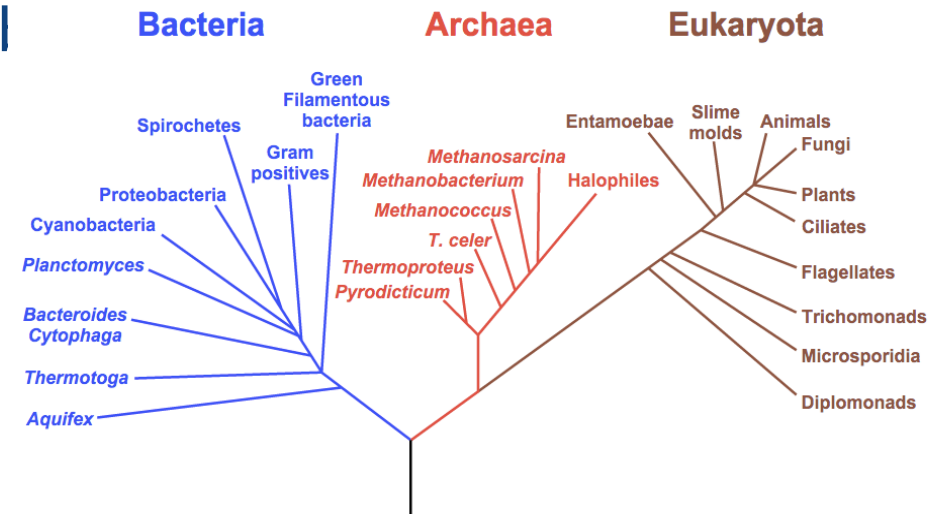 Bacteria
Archaea
Eukaryota
Green
Filamentous
bacteria
Spirochetes
Gram
positives
Proteobacteria
Cyanobacteria
Planctomyces
Bacteroides
Cytophaga
Thermotoga
Aquifex
Methanosarcina
Methanobacterium
Halophiles
Methanococcus
T. celer
Thermoproteus
Pyrodicticum
Entamoebae
Slime
molds
Animals
Fungi
Plants
Ciliates
Flagellates
Trichomonads
Microsporidia
Diplomonads